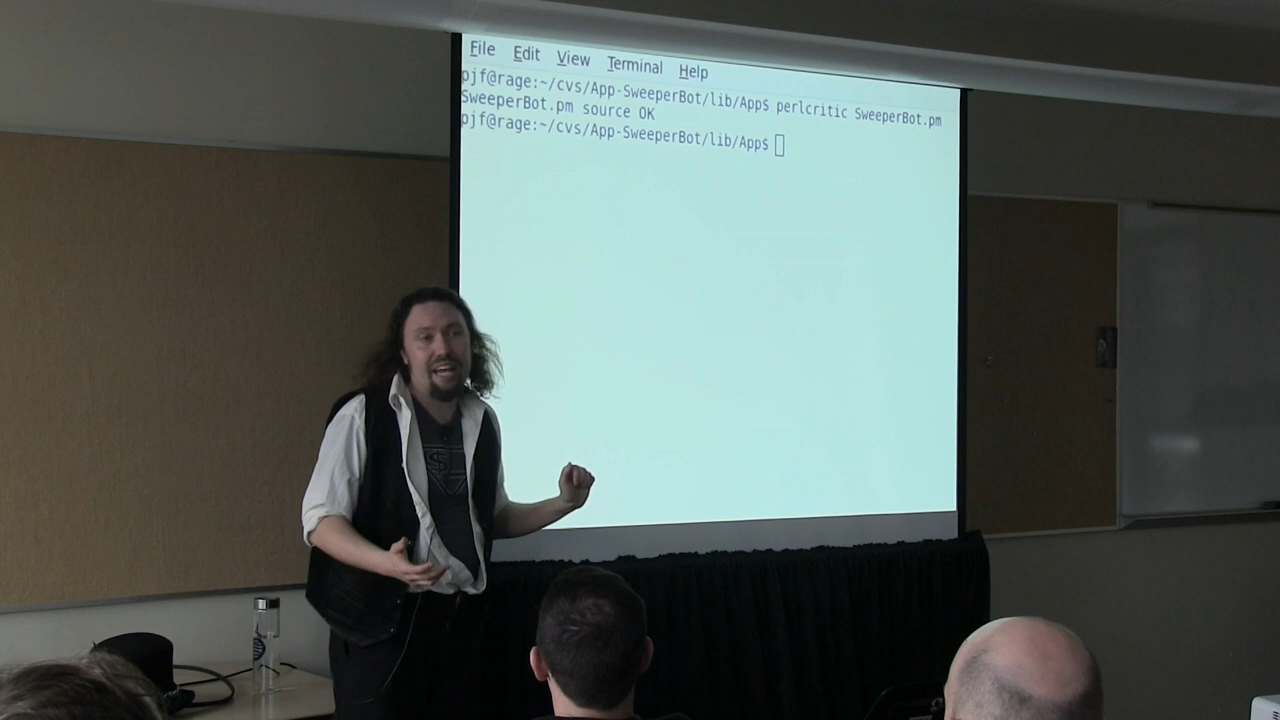 File Edit View Terminal Help
pjf@rage:~/cvs/App-SweeperBot/lib/App$ perlcritic SweeperBot.pm
SweeperBot.pm source OK
pjf@rage:~/cvs/App-SweeperBot/lib/App$